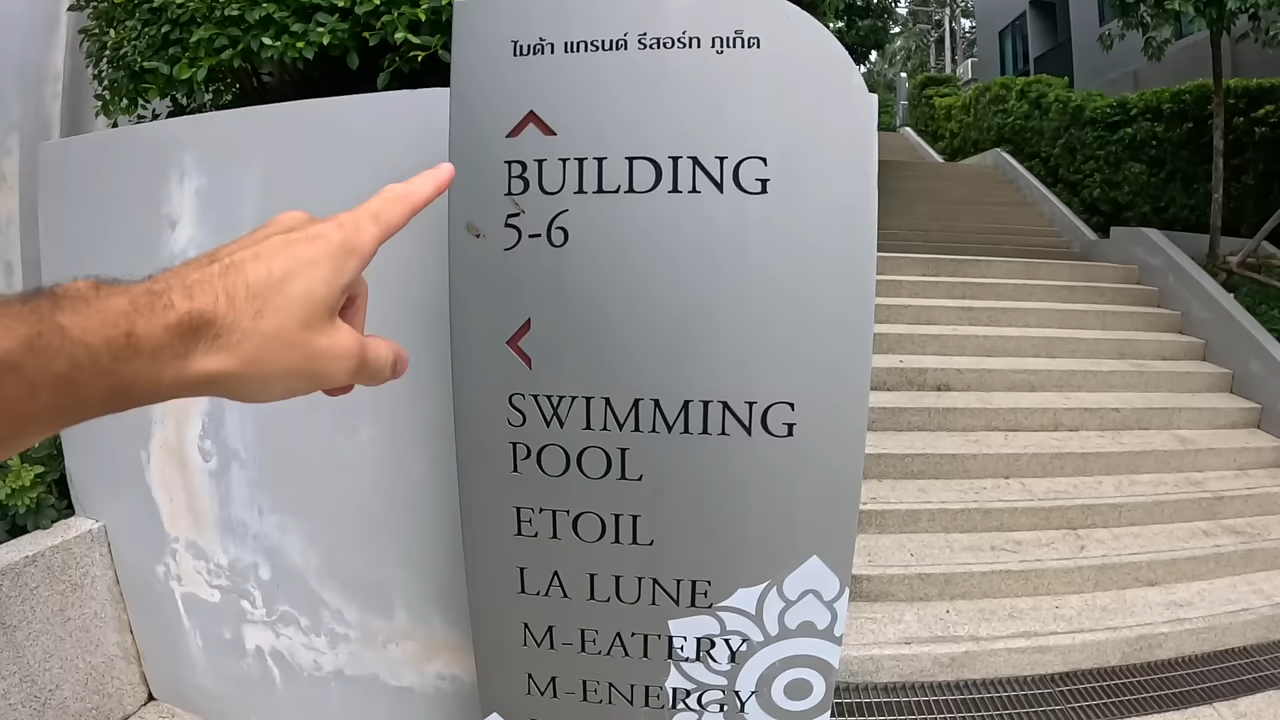 ไมด้า แกรนด์ รีสอร์ท ภูเก็ต
BUILDING
5-6
SWIMMING
POOL
ETOIL
LA LUNE
M-EATERY
M-ENERGY